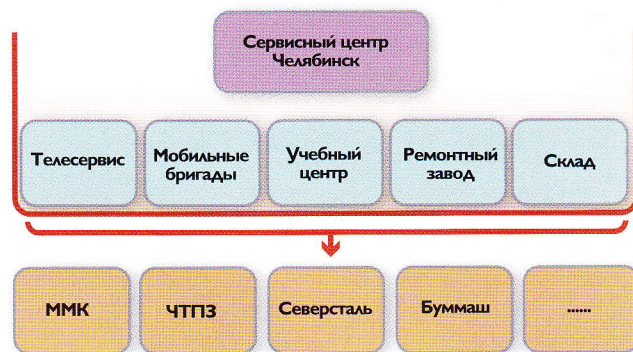 Сервисный центр
Челябинск
Телесервис
Мобильные
бригады
Учебный
центр
Ремонтный
завод
Склад
ММК
ЧТПЗ
Северсталь
Буммаш
......